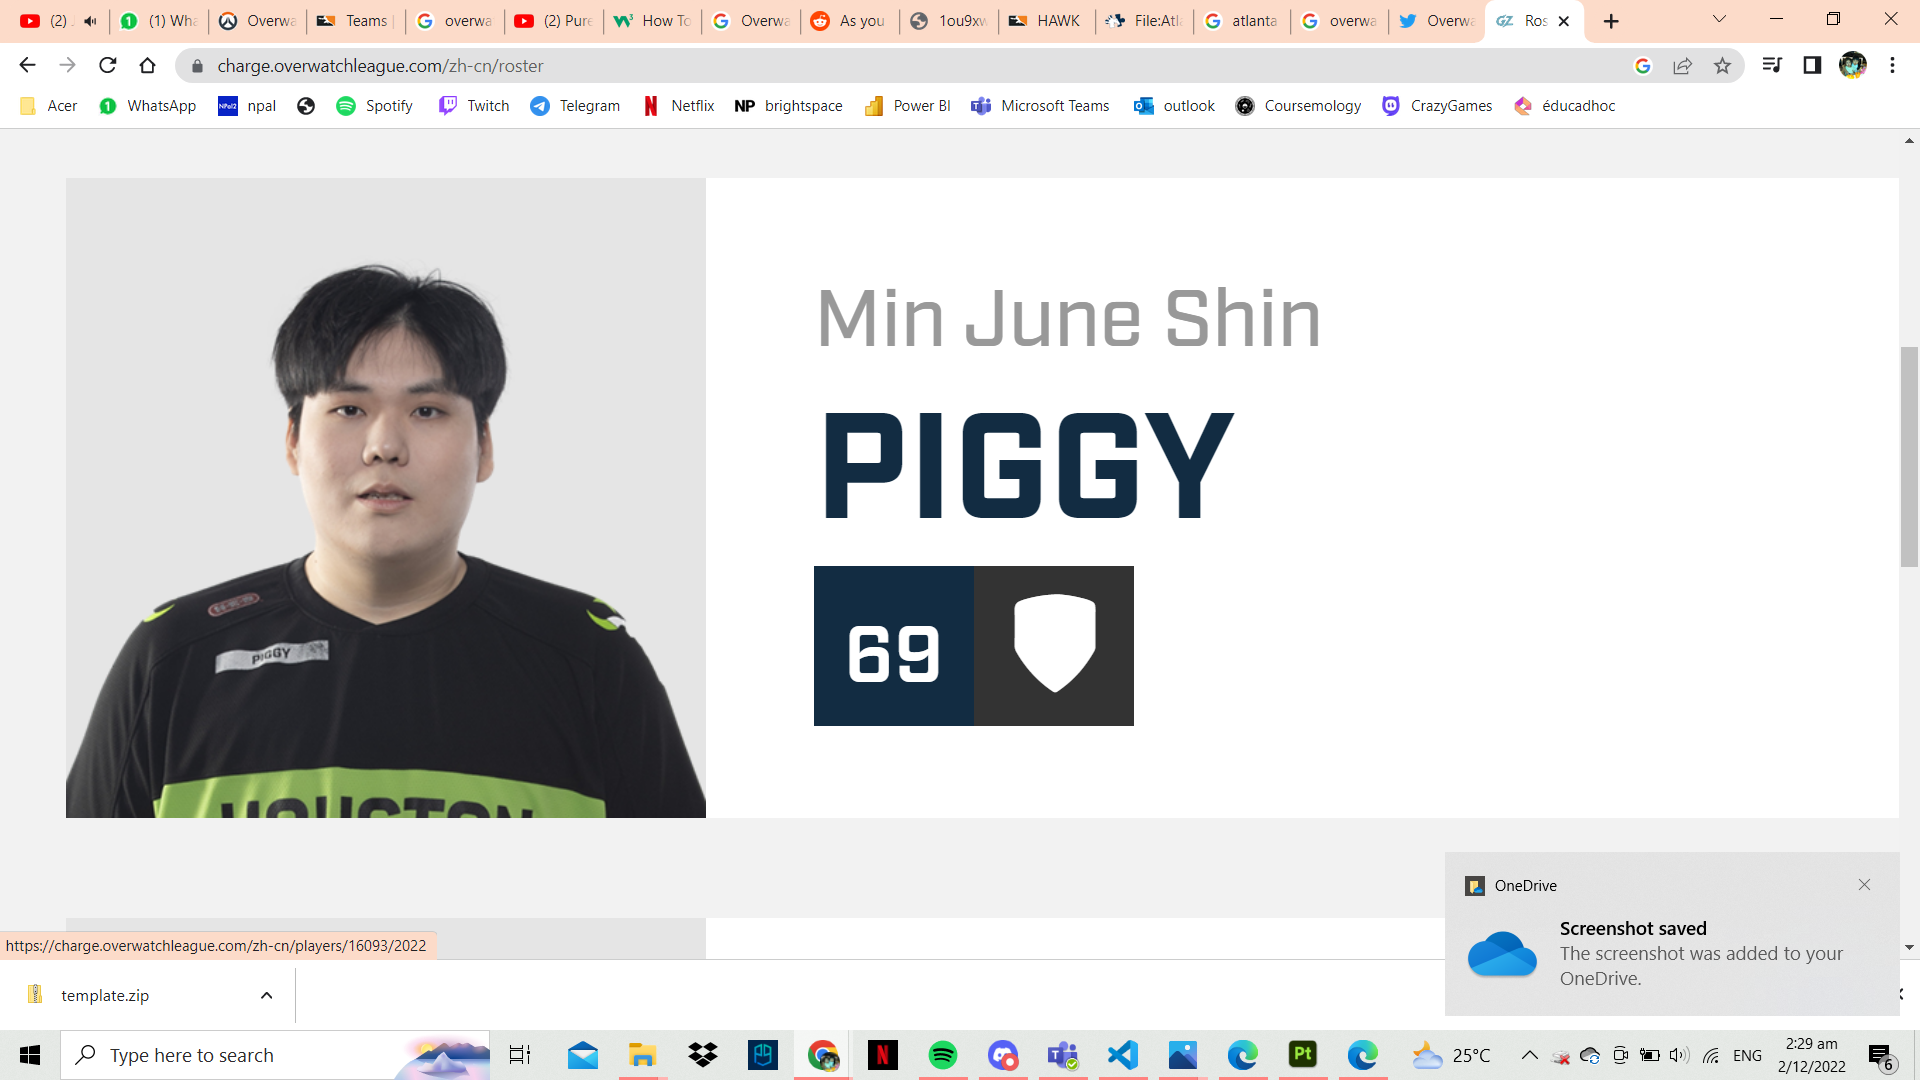 (2)
(1) Wha
Overwa
Teams
overwa
(2) Pure
How To
Overwa
As you
1ou9xw
HAWK
File:Atla
atlanta
overwa
Overwa
Ros
charge.overwatchleague.com/zh-cn/roster
Acer
WhatsApp
npal
Spotify
Twitch
Telegram
Netflix
NP brightspace
Power BI
Microsoft Teams
outlook
Coursemology
CrazyGames
éducadhoc
Min June Shin
PIGGY
69
PIGGY
HOUSTON
OneDrive
Screenshot saved
The screenshot was added to your
OneDrive.
https://charge.overwatchleague.com/zh-cn/players/16093/2022
template.zip
Type here to search
25°C
ENG
2:29 am
2/12/2022
6